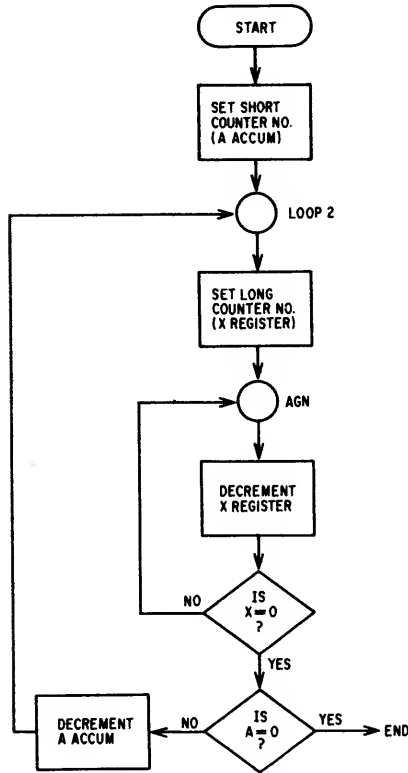 START
SET SHORT
COUNTER NO.
(A ACCUM)
LOOP 2
SET LONG
COUNTER NO.
(X REGISTER)
AGN
DECREMENT
X REGISTER
IS
X=0
?
NO
YES
IS
A=0
?
NO
YES
END
DECREMENT
A ACCUM